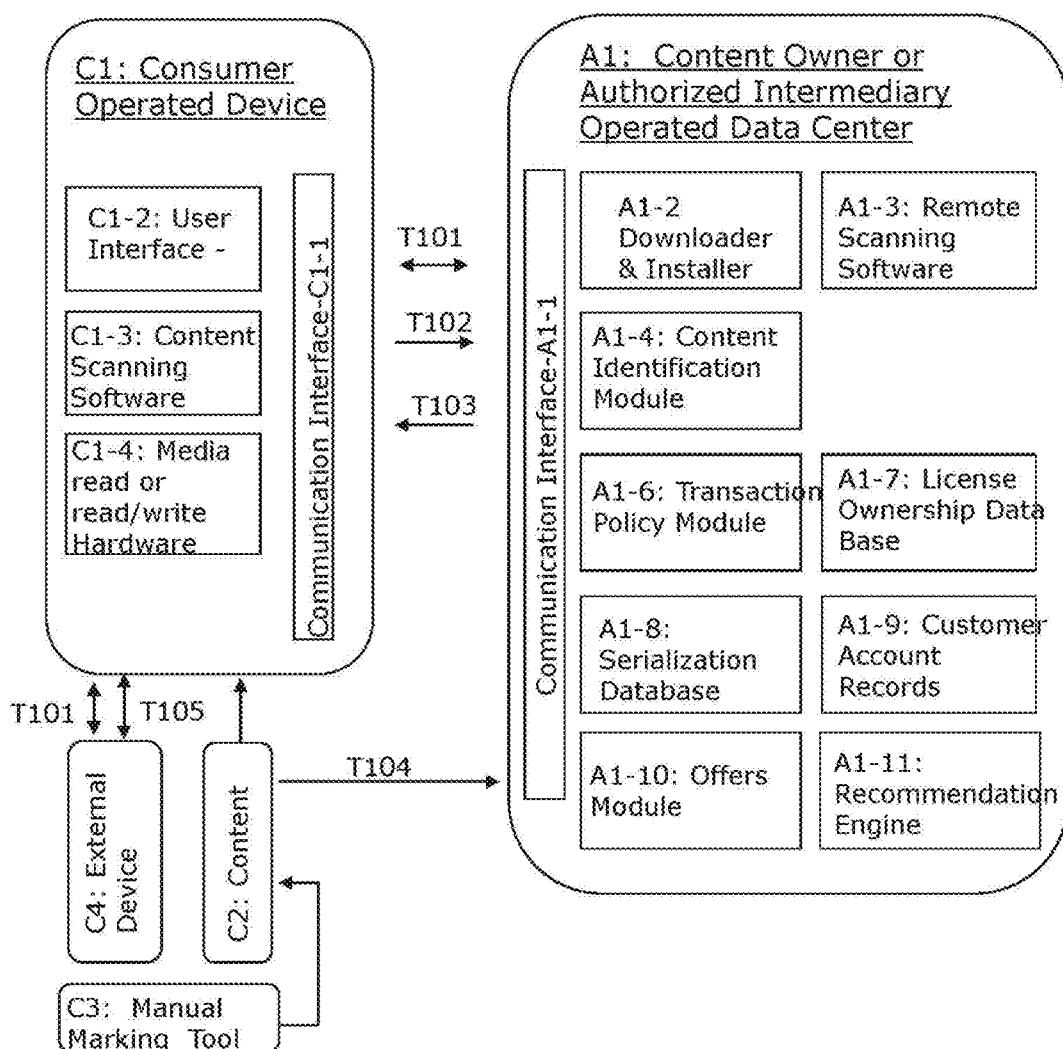 C1: Consumer
Operated Device
C1-2: User
Interface -
C1-3: Content
Scanning
Software
C1-4: Media
read or
read/write
Hardware
Communication Interface-C1-1
T101
T102
T103
A1: Content Owner or
Authorized Intermediary
Operated Data Center
Communication Interface-A1-1
A1-2
Downloader
& Installer
A1-3: Remote
Scanning
Software
A1-4: Content
Identification
Module
A1-6: Transaction
Policy Module
A1-7: License
Ownership Data
Base
A1-8:
Serialization
Database
A1-9: Customer
Account
Records
A1-10: Offers
Module
A1-11:
Recommendation
Engine
T101
T105
T104
C4: External
Device
C2: Content
C3: Manual
Marking Tool